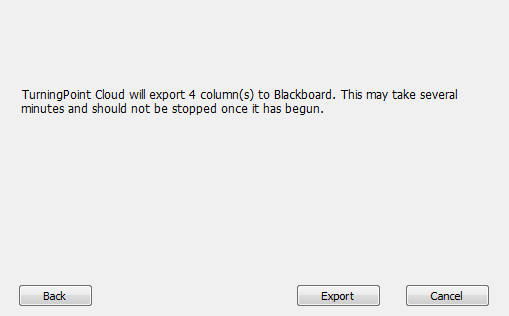 TurningPoint Cloud will export 4 column(s) to Blackboard. This may take several
minutes and should not be stopped once it has begun.
Back
Export
Cancel